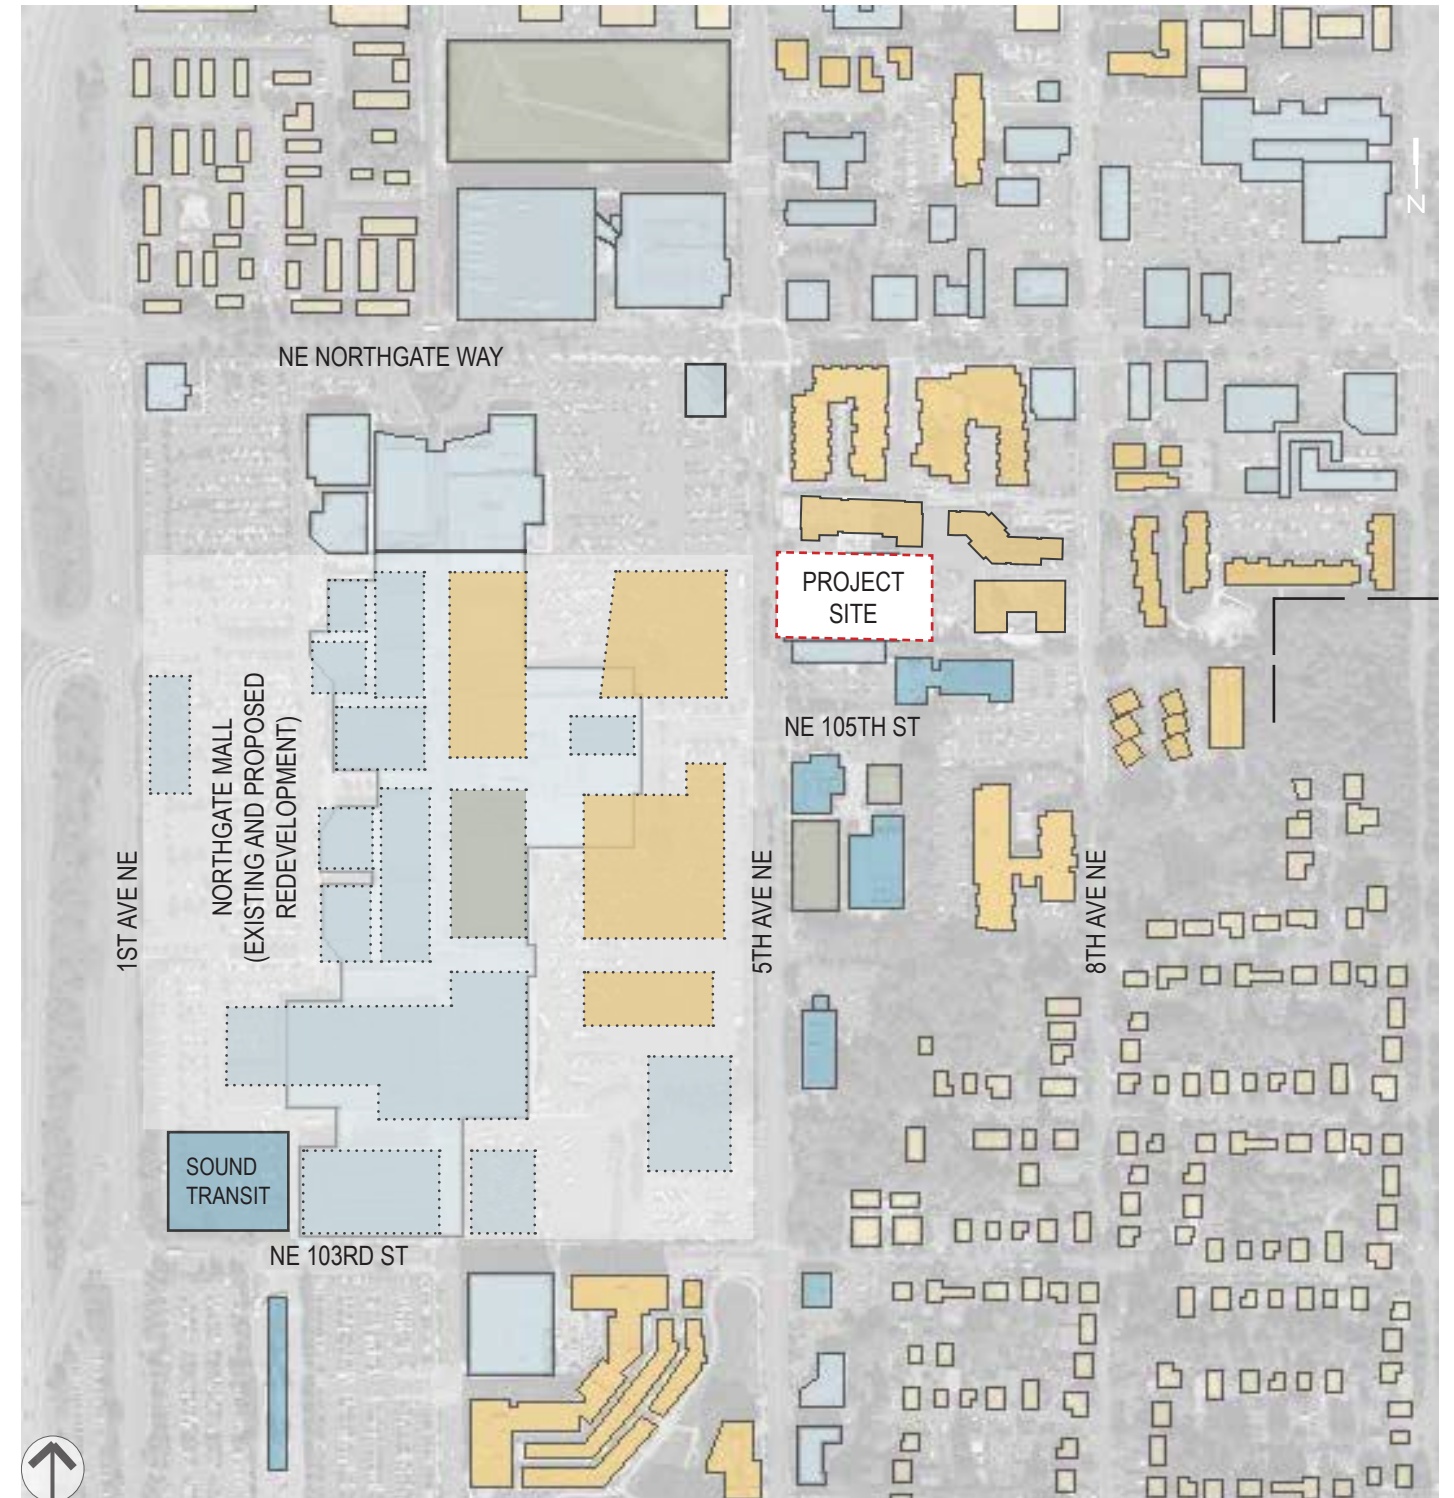 N
NE NORTHGATE WAY
PROJECT
SITE
NORTHGATE MALL
(EXISTING AND PROPOSED
REDEVELOPMENT)
NE 105TH ST
1ST AVE NE
5TH AVE NE
8TH AVE NE
SOUND
TRANSIT
NE 103RD ST